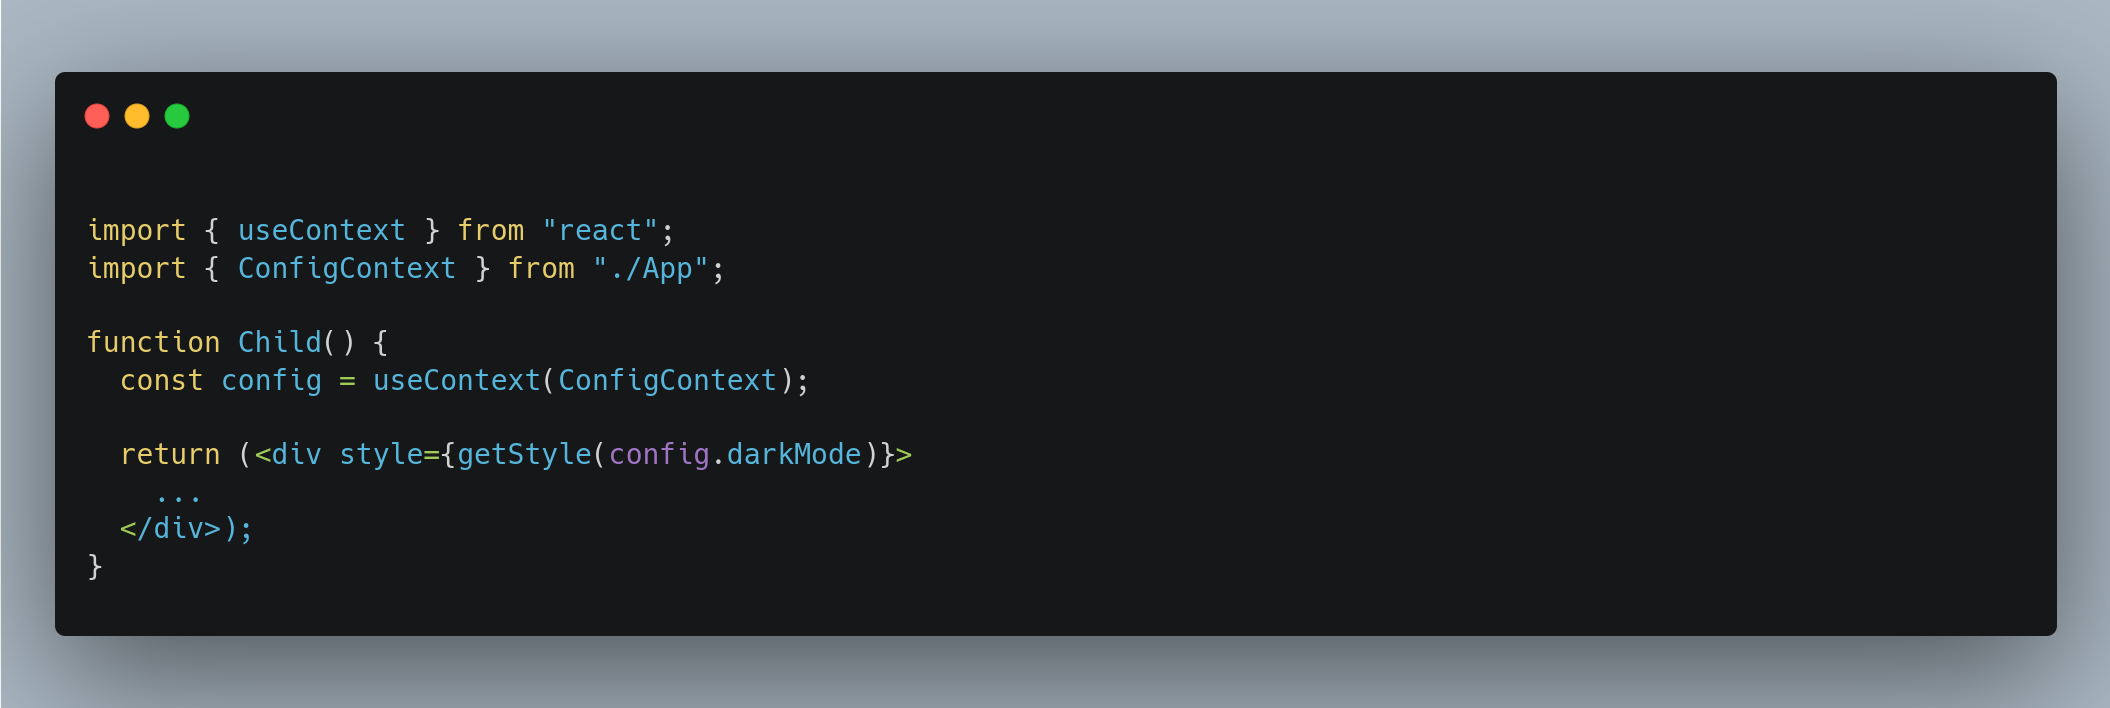 import { useContext } from "react";
import { ConfigContext } from "./App";

function Child() {
  const config = useContext(ConfigContext);

  return (<div style={getStyle(config.darkMode)}>
    ...
  </div>);
}